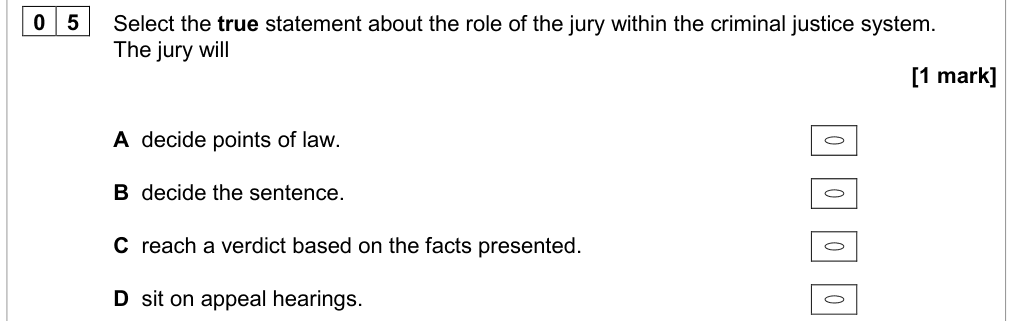 0 5 Select the true statement about the role of the jury within the criminal justice system.
The jury will
[1 mark]
A decide points of law.
B decide the sentence.
C reach a verdict based on the facts presented.
D sit on appeal hearings.